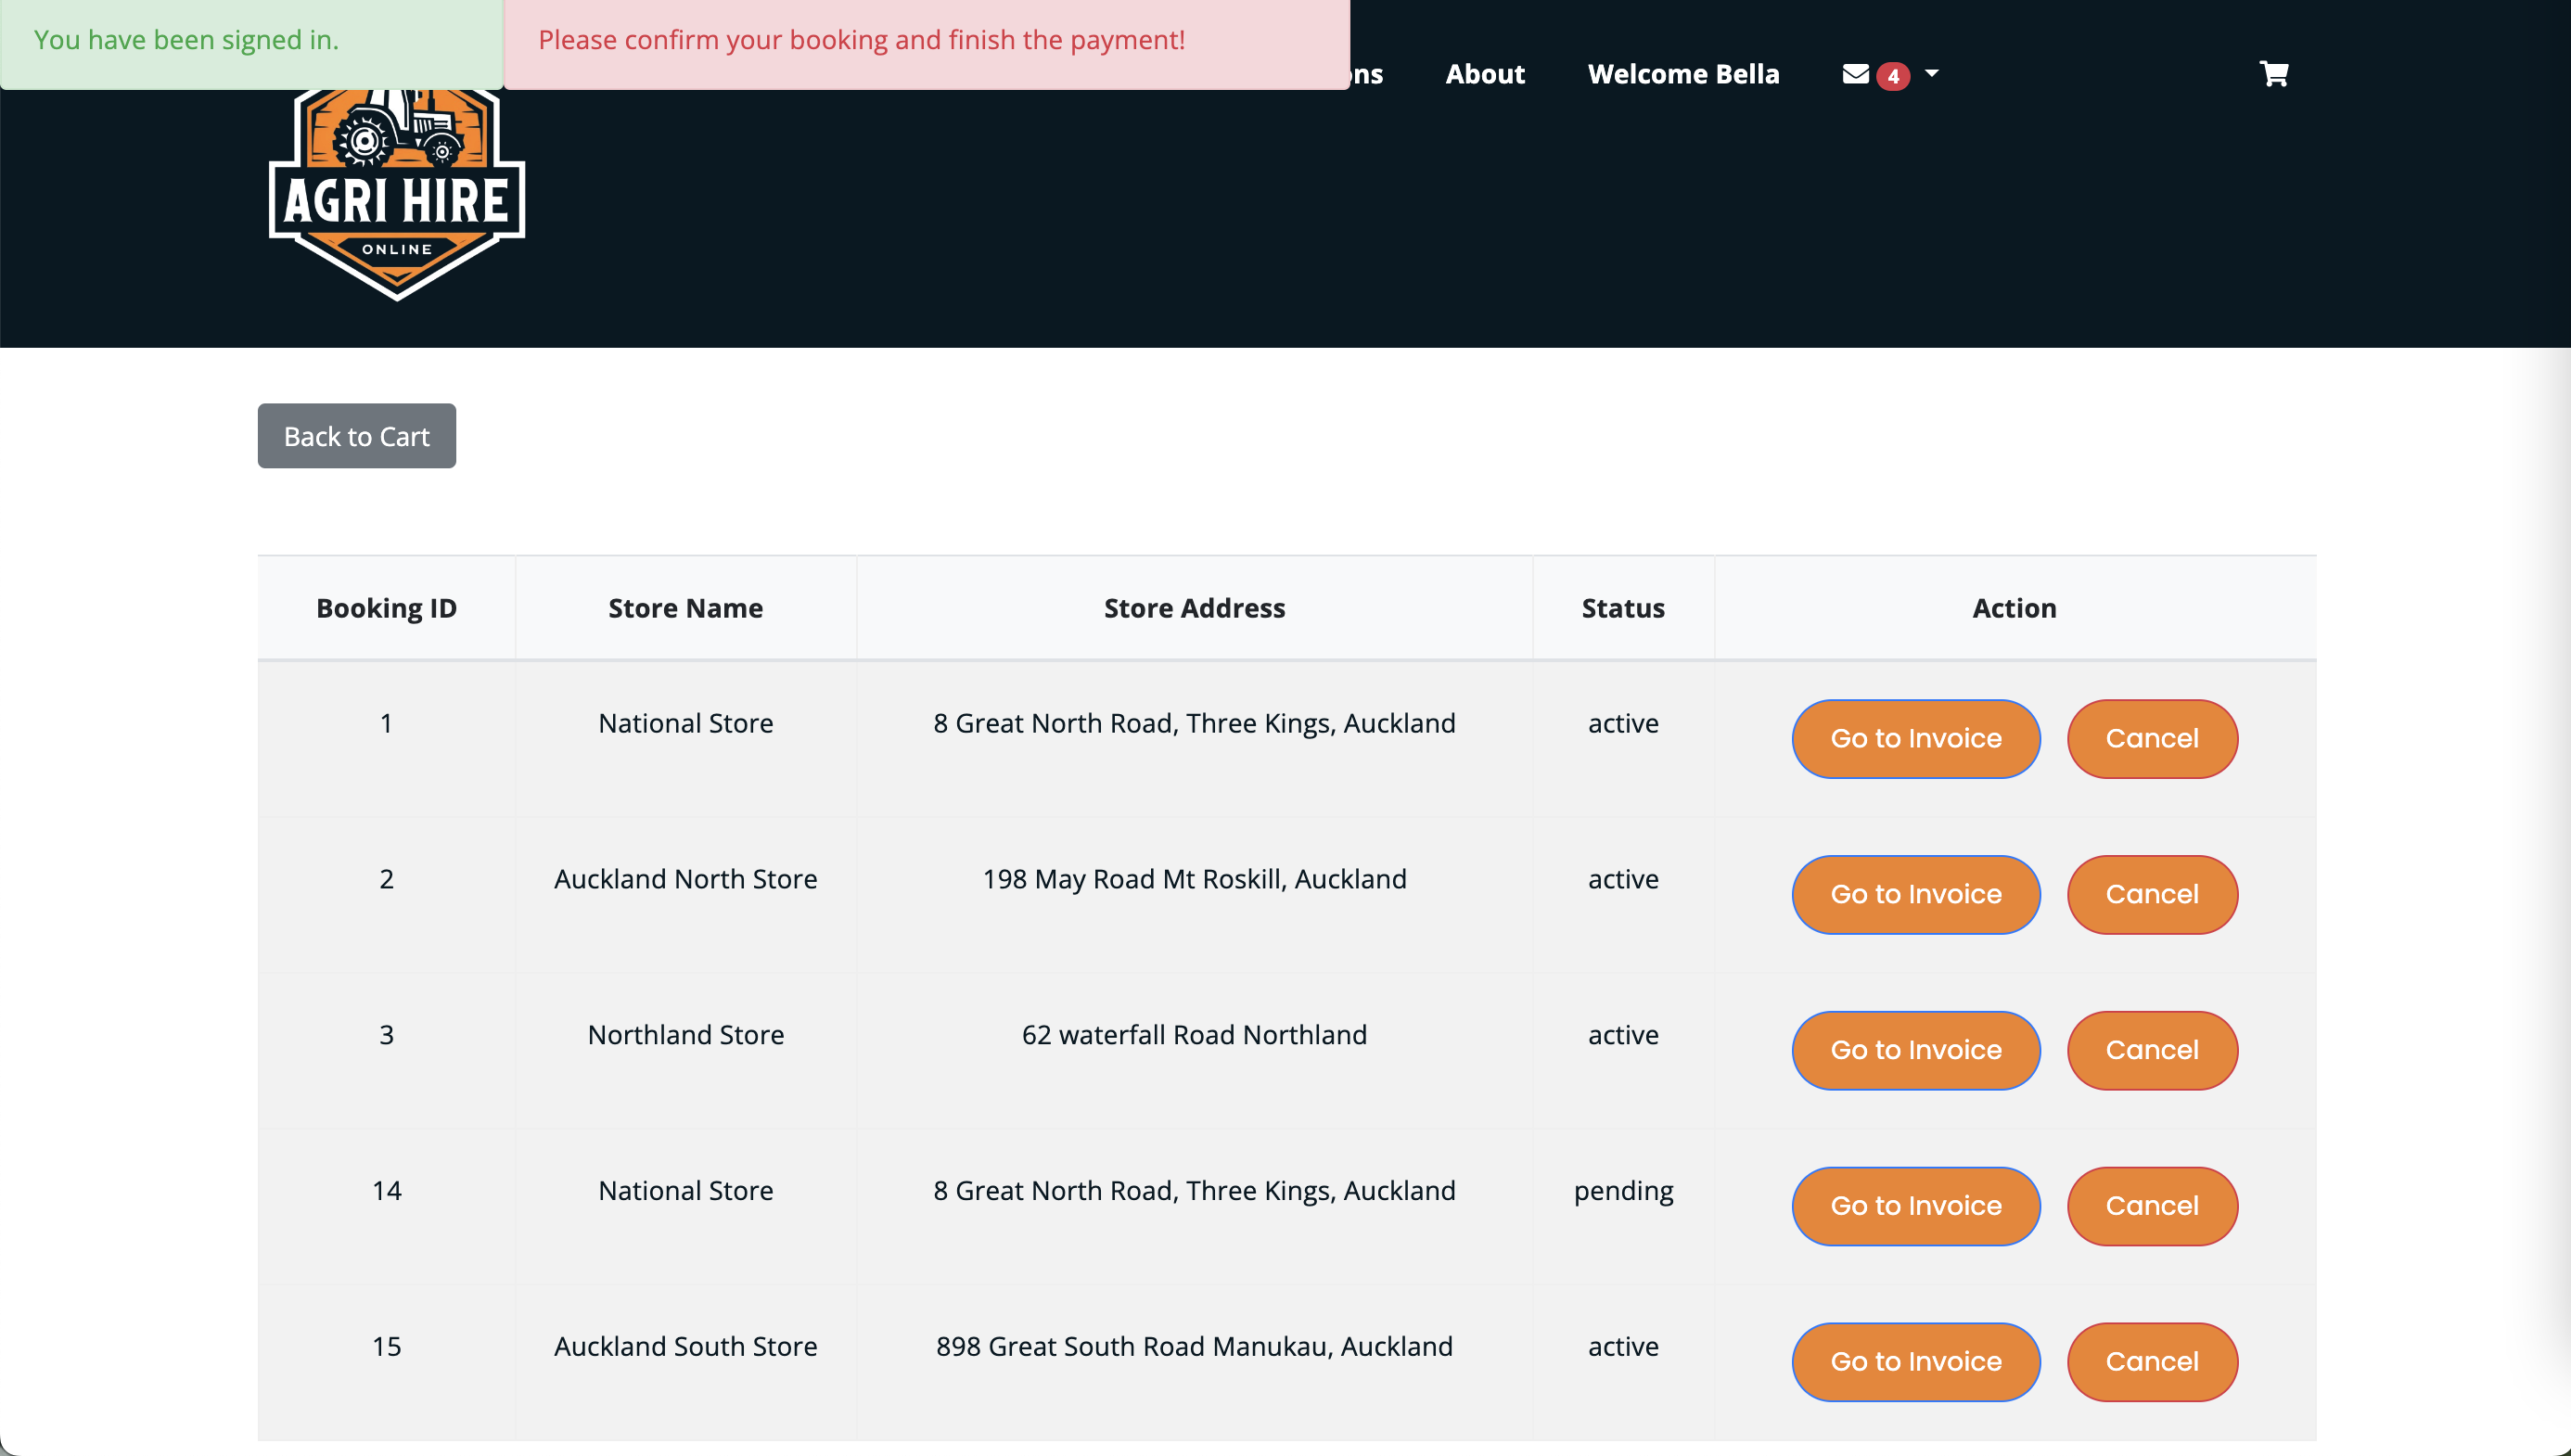 You have been signed in.
Please confirm your booking and finish the payment!
About
Welcome Bella
4
AGRI HIRE
ONLINE
Back to Cart
Booking ID Store Name Store Address Status Action
1 National Store 8 Great North Road, Three Kings, Auckland active Go to Invoice Cancel
2 Auckland North Store 198 May Road Mt Roskill, Auckland active Go to Invoice Cancel
3 Northland Store 62 waterfall Road Northland active Go to Invoice Cancel
14 National Store 8 Great North Road, Three Kings, Auckland pending Go to Invoice Cancel
15 Auckland South Store 898 Great South Road Manukau, Auckland active Go to Invoice Cancel